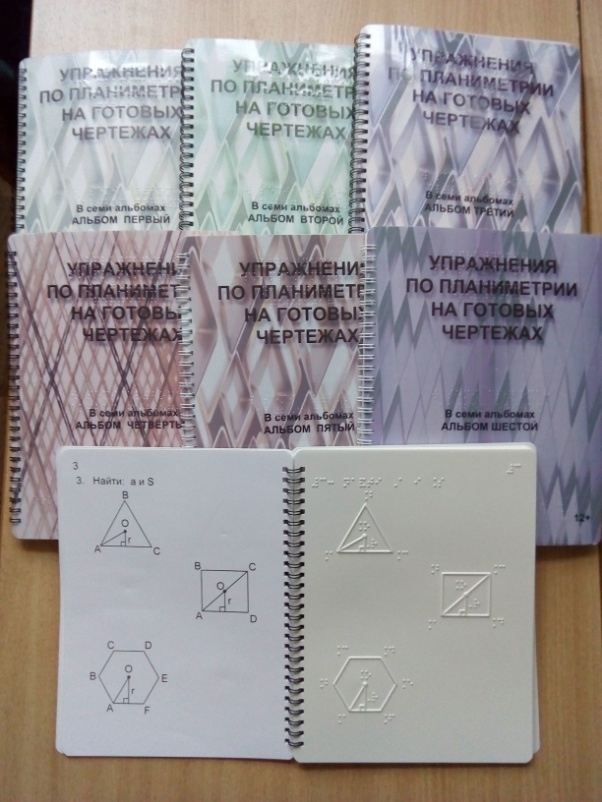 УПРАЖНЕНИЯ
ПО ПЛАНИМЕТРИ
НА ГОТОВЫХ
ЧЕРТЕЖАХ
В семи альбомах
АЛЬБОМ ПЕРВЫЙ
УПРАЖНЕНИЯ
ПО ПЛАНИМЕТРИ
НА ГОТОВЫХ
ЧЕРТЕЖАХ
В семи альбомах
АЛЬБОМ ВТОРОЙ
УПРАЖНЕНИЯ
ПО ПЛАНИМЕТРИИ
НА ГОТОВЫХ
ЧЕРТЕЖАХ
В семи альбомах
АЛЬБОМ ТРЕТИЙ
УПРАЖНЕНИ
ПО ПЛАНИМЕТ
НА ГОТОВЫ
ЧЕРТЕЖАХ
В семи альбомах
АЛЬБОМ ЧЕТВЕРТЬ
УПРАЖНЕНИ
ПО ПЛАНИМЕТР
НА ГОТОВЫ
ЧЕРТЕЖАХ
В семи альбомах
АЛЬБОМ ПЯТЫЙ
УПРАЖНЕНИЯ
ПО ПЛАНИМЕТРИИ
НА ГОТОВЫХ
ЧЕРТЕЖАХ
В семи альбомах
АЛЬБОМ ШЕСТОЙ
12+
3
3. Найти: a и S
B
O
r
A C
B C
O
r
A D
C D
B O E
r
A F